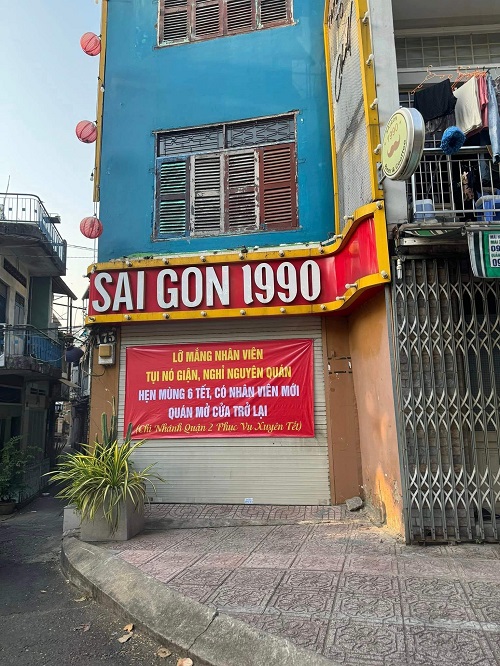 SAI GON 1990
LỠ MẮNG NHÂN VIÊN
TỤI NÓ GIẬN, NGHỈ NGUYÊN QUÁN
HẸN MÙNG 6 TẾT, CÓ NHÂN VIÊN MỚI
QUÁN MỞ CỬA TRỞ LẠI
(Chi Nhánh Quận 2 Phục Vụ Xuyên Tết)